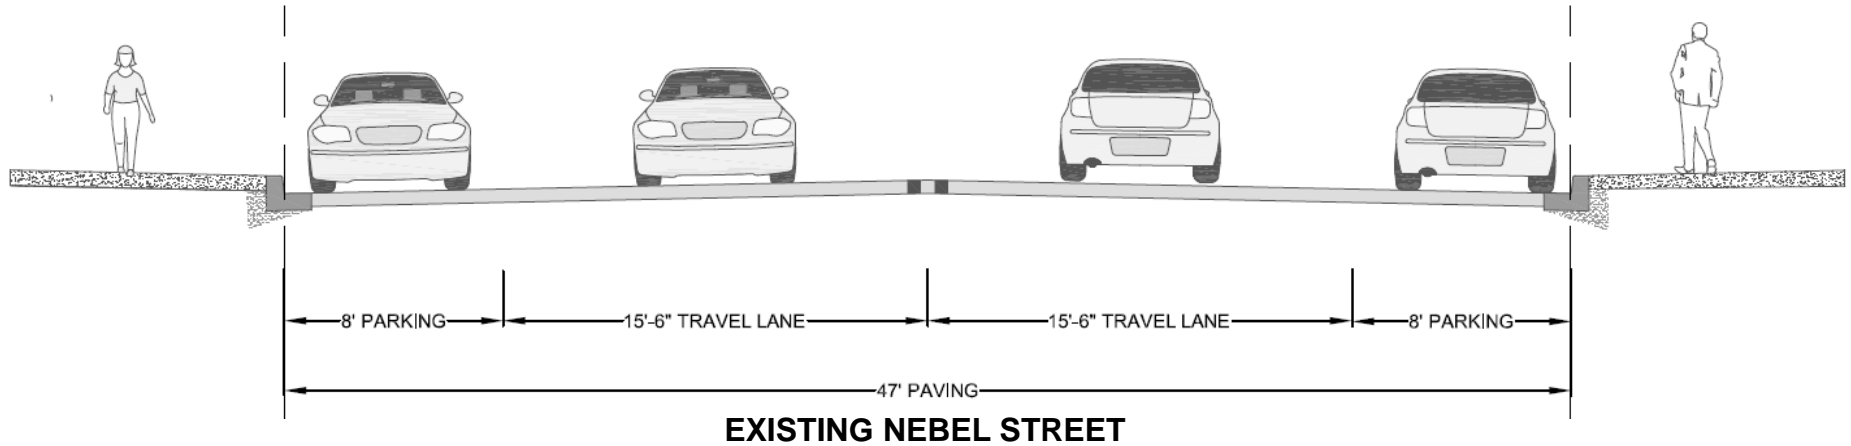 8' PARKING 15'-6" TRAVEL LANE 15'-6" TRAVEL LANE 8' PARKING
47' PAVING
EXISTING NEBEL STREET